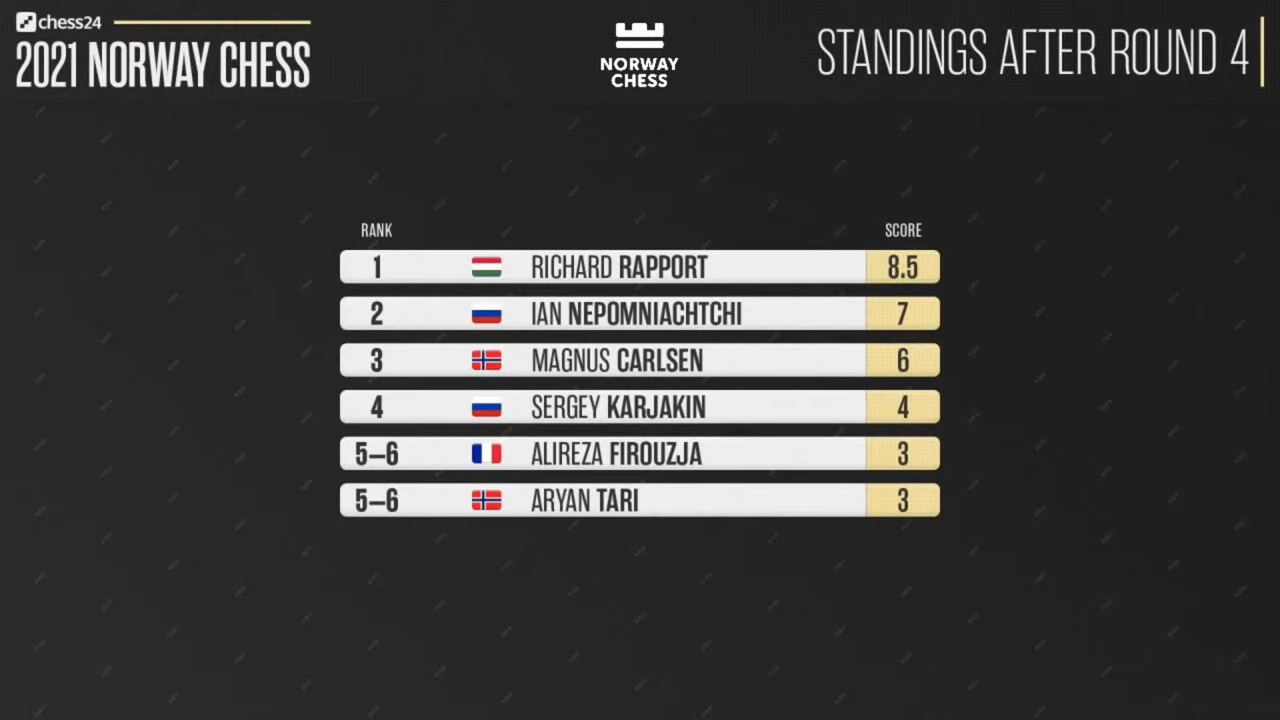 chess24
2021 NORWAY CHESS
NORWAY
CHESS
STANDINGS AFTER ROUND 4
RANK SCORE
1 RICHARD RAPPORT 8.5
2 IAN NEPOMNIACHTCHI 7
3 MAGNUS CARLSEN 6
4 SERGEY KARJAKIN 4
5–6 ALIREZA FIROUZJA 3
5–6 ARYAN TARI 3